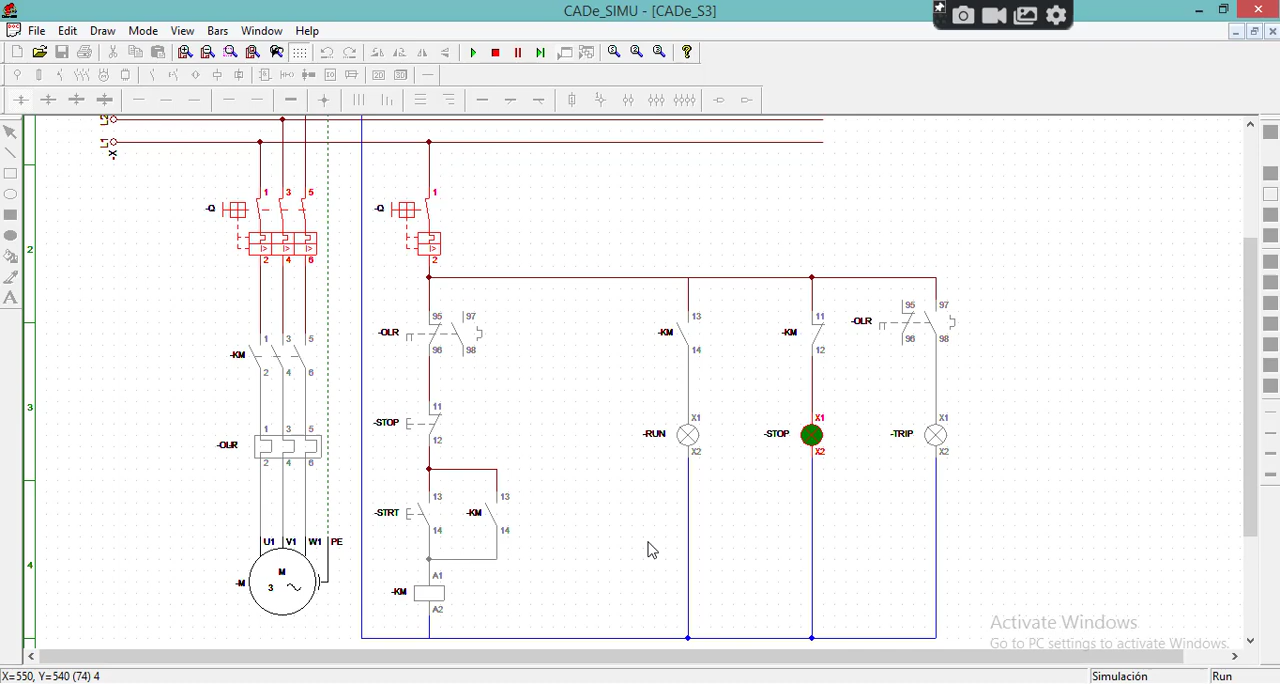 CADe_SIMU - [CADe_S3]
File Edit Draw Mode View Bars Window Help
L2
L1
-X
1 3 5 1
-Q -Q
2 4 6 2
2
95 97 13 11 95 97
-OLR -KM -KM -OLR
96 98 14 12 96 98
1 3 5
-KM
2 4 6
3
11
-STOP
12
1 3 5
-OLR
2 4 6
X1 X1 X1
-RUN -STOP -TRIP
X2 X2 X2
13 13
-STRT -KM
14 14
U1 V1 W1 PE
4
M
-M 3
A1
-KM
A2
Activate Windows
Go to PC settings to activate Windows.
X=550, Y=540 (74) 4 Simulación Run